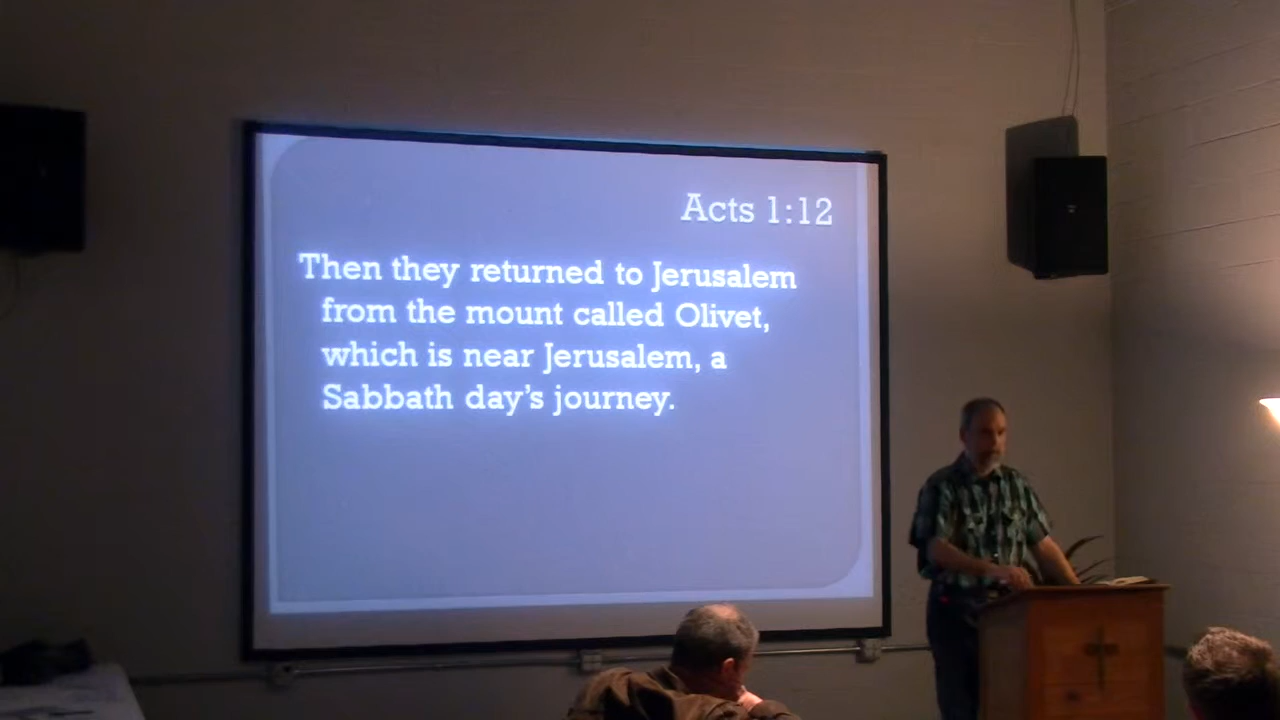 Acts 1:12
Then they returned to Jerusalem
from the mount called Olivet,
which is near Jerusalem, a
Sabbath day’s journey.